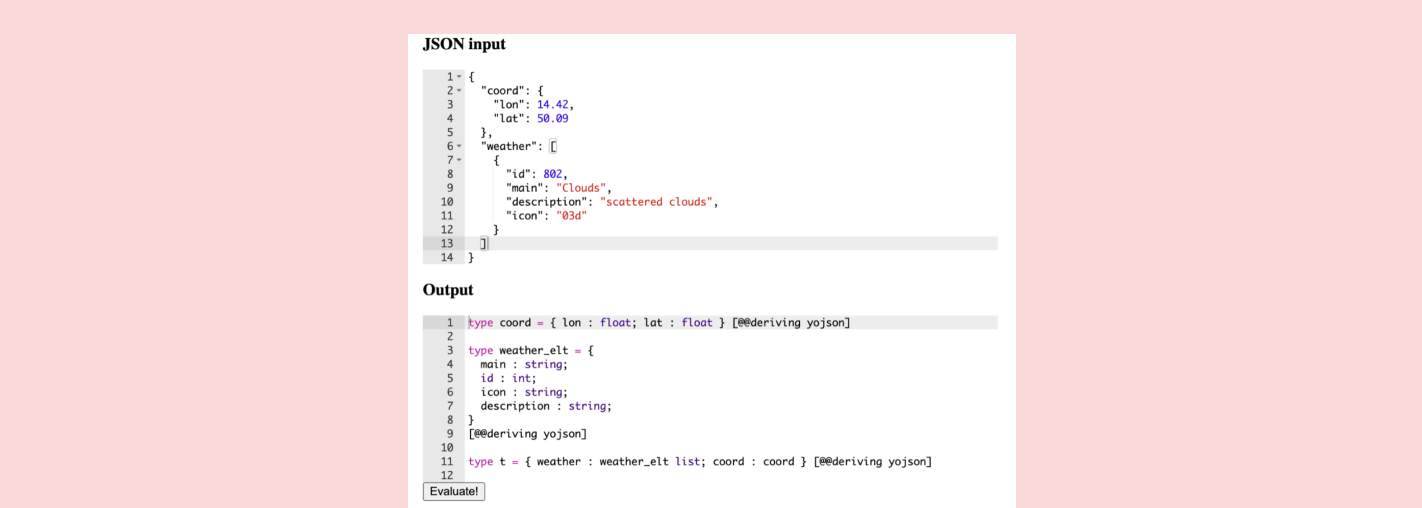 JSON input
1 {
2 "coord": {
3 "lon": 14.42,
4 "lat": 50.09
5 },
6 "weather": [
7 {
8 "id": 802,
9 "main": "Clouds",
10 "description": "scattered clouds",
11 "icon": "03d"
12 }
13 ]
14 }
Output
1 type coord = { lon : float; lat : float } [@@deriving yojson]
2
3 type weather_elt = {
4 main : string;
5 id : int;
6 icon : string;
7 description : string;
8 }
9 [@@deriving yojson]
10
11 type t = { weather : weather_elt list; coord : coord } [@@deriving yojson]
12
Evaluate!